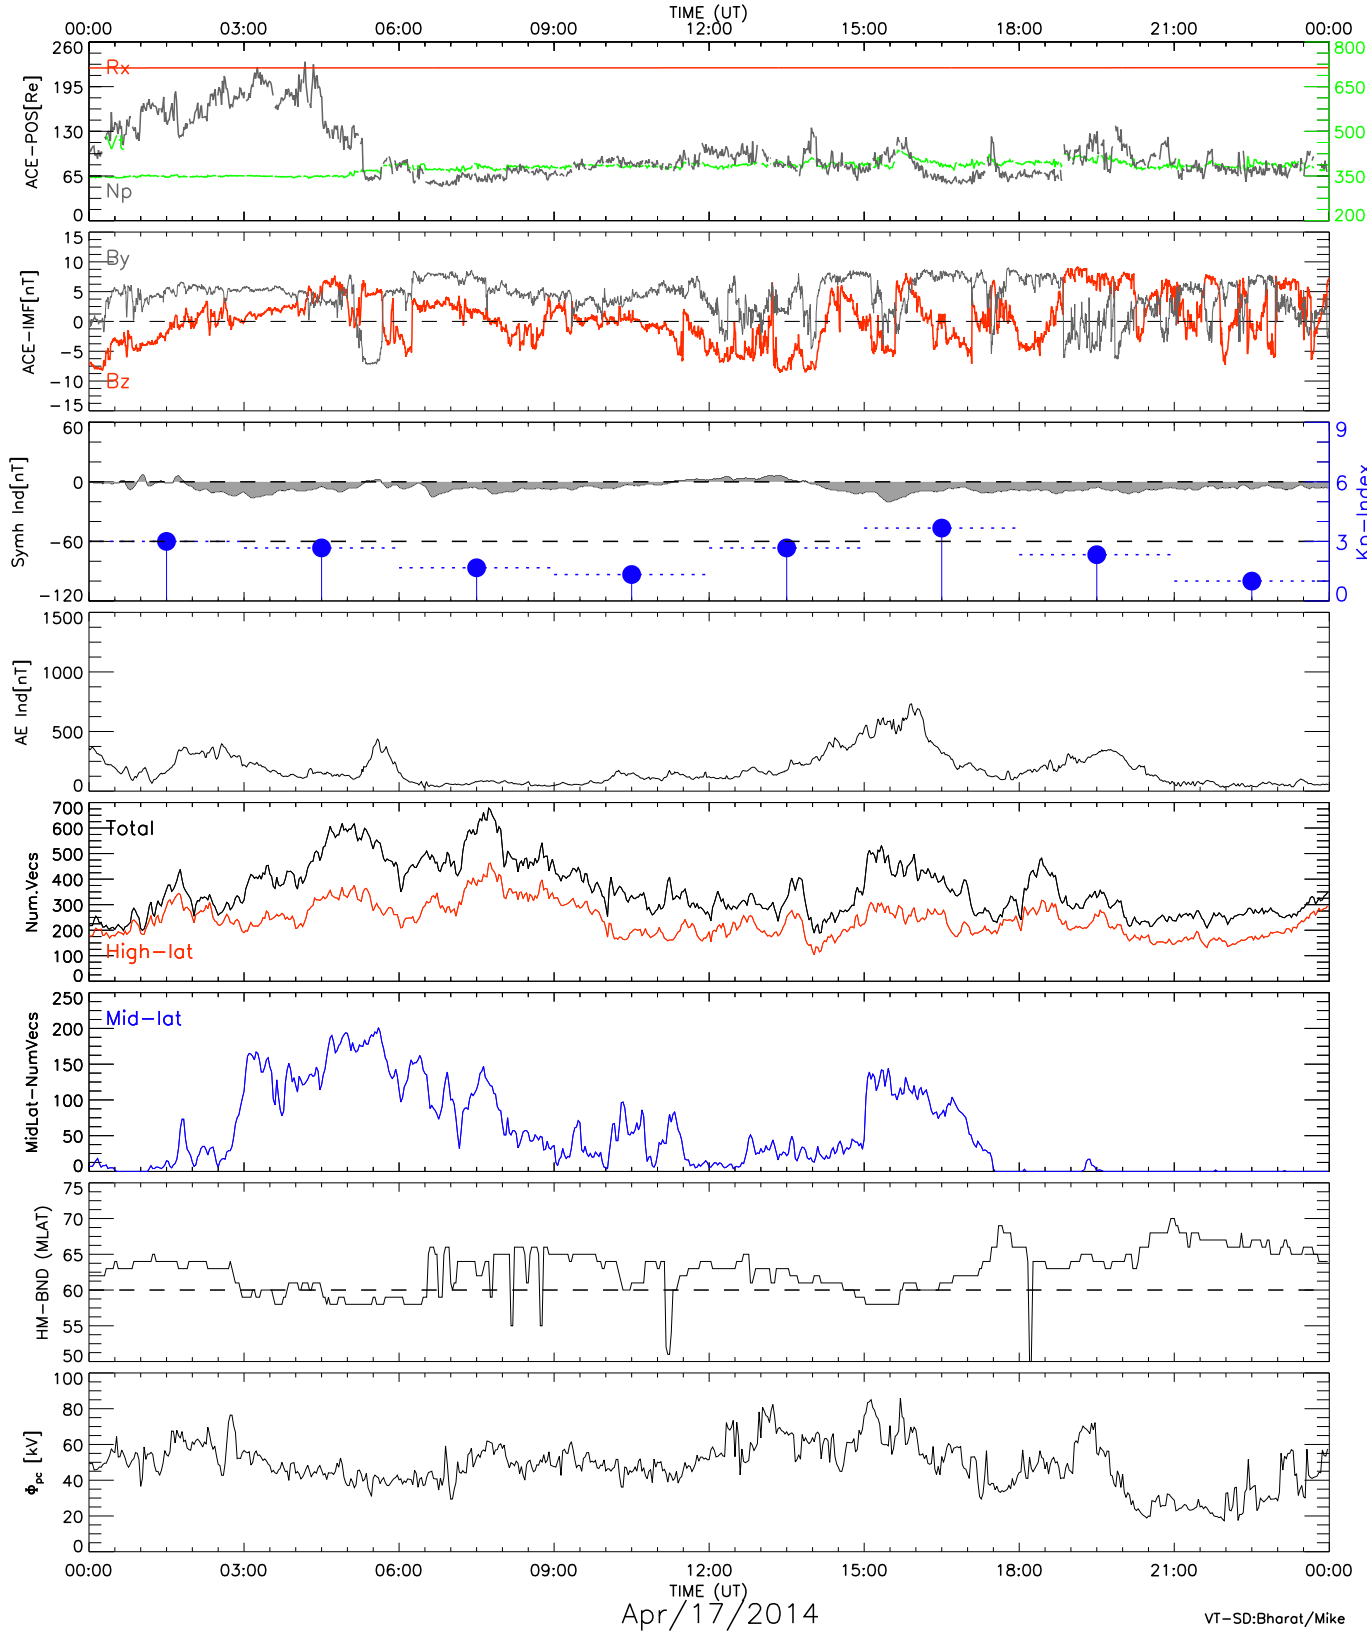 TIME (UT)
00:00 03:00 06:00 09:00 12:00 15:00 18:00 21:00 00:00
ACE-POS[Re]
260
195
130
65
0
Rx
Vt
Np
800
650
500
350
200
ACE-IMF[nT]
15
10
5
0
-5
-10
-15
By
Bz
Symh Ind[nT]
60
0
-60
-120
9
6
3
0
Kp-Index
AE Ind[nT]
1500
1000
500
0
Num.Vecs
700
600
500
400
300
200
100
0
Total
High-lat
MidLat-NumVecs
250
200
150
100
50
0
Mid-lat
HM-BND (MLAT)
75
70
65
60
55
50
Φpc [kV]
100
80
60
40
20
0
00:00 03:00 06:00 09:00 12:00 15:00 18:00 21:00 00:00
TIME (UT)
Apr/17/2014
VT-SD:Bharat/Mike